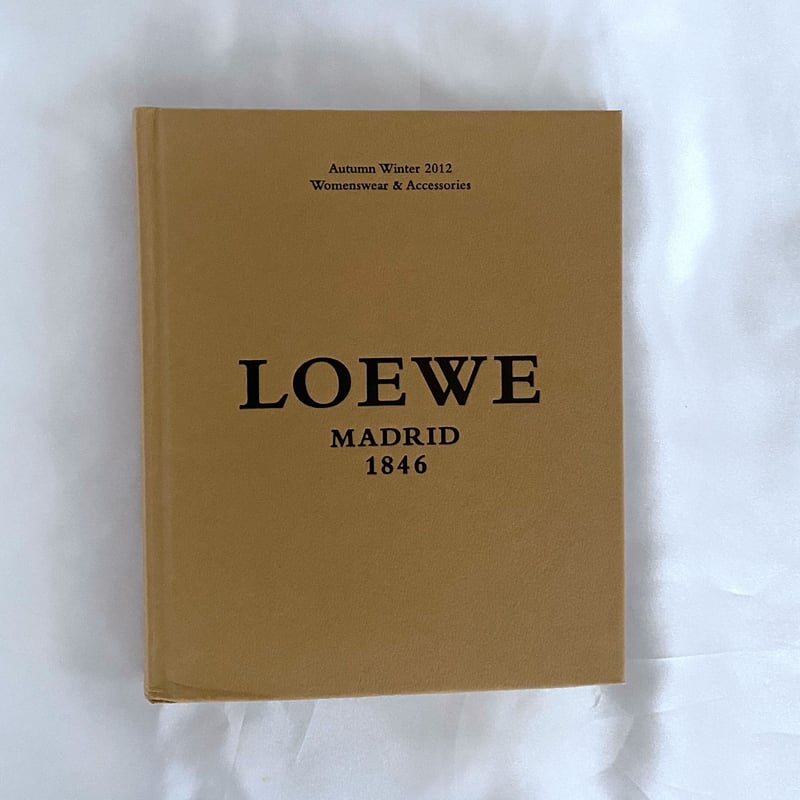 Autumn Winter 2012
Womenswear & Accessories
LOEWE
MADRID
1846